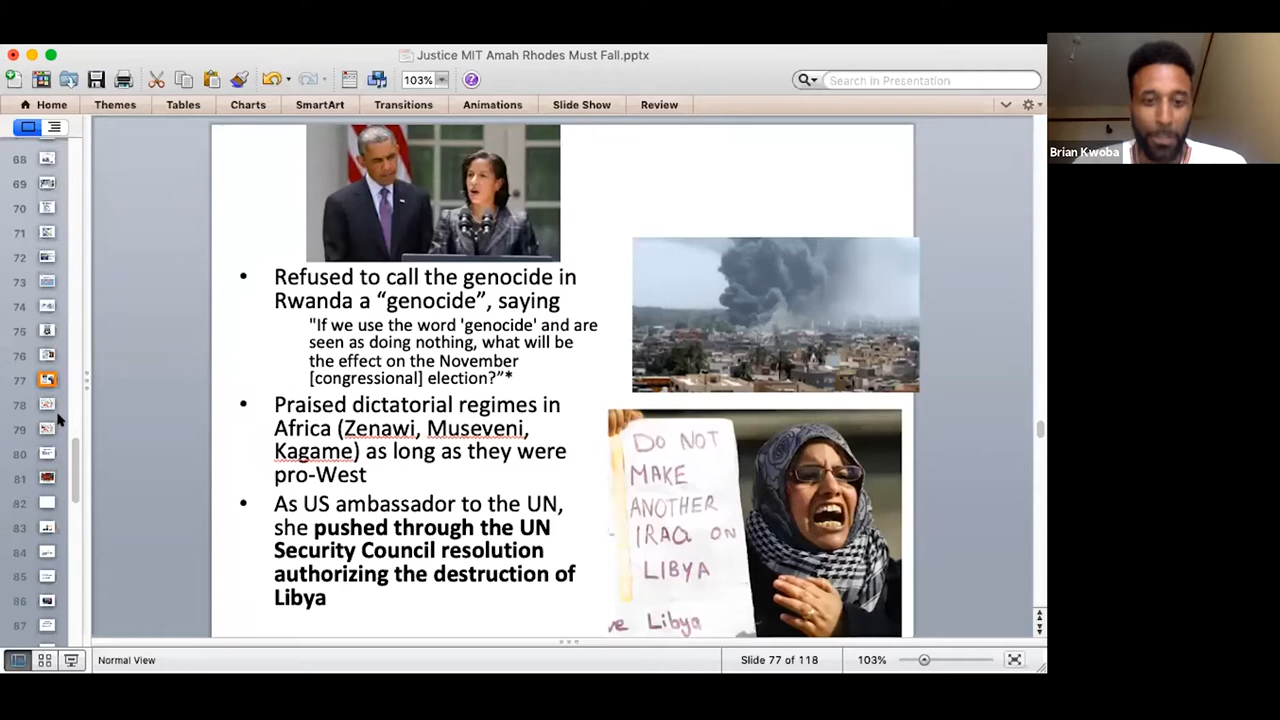 Justice MIT Amah Rhodes Must Fall.pptx
103%
Search in Presentation
Home Themes Tables Charts SmartArt Transitions Animations Slide Show Review
68
69
70
71
72
73
74
75
76
77
78
79
80
81
82
83
84
85
86
87
• Refused to call the genocide in
Rwanda a “genocide”, saying
"If we use the word 'genocide' and are
seen as doing nothing, what will be
the effect on the November
[congressional] election?”*
• Praised dictatorial regimes in
Africa (Zenawi, Museveni,
Kagame) as long as they were
pro-West
• As US ambassador to the UN,
she pushed through the UN
Security Council resolution
authorizing the destruction of
Libya
DO NOT
MAKE
ANOTHER
IRAQ ON
LIBYA
Libya
Normal View
Slide 77 of 118
103%
Brian Kwoba